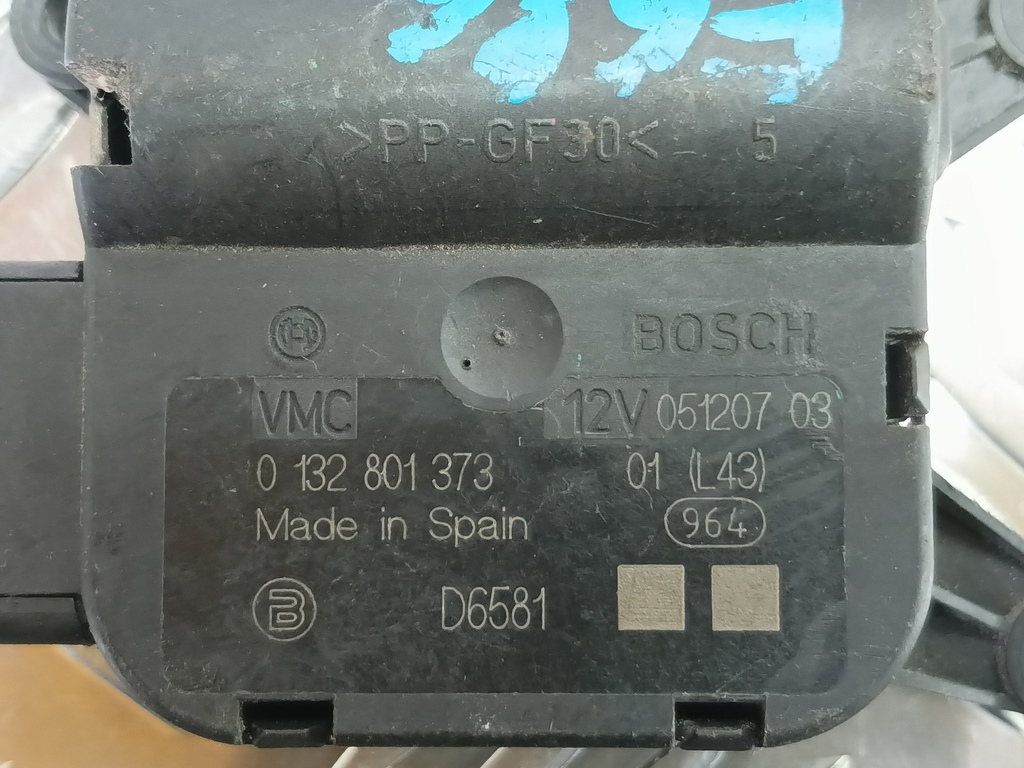 >PP-GF30< 5
BOSCH
VMC 12V 051207 03
0 132 801 373 01 (L43)
Made in Spain 964
B D6581